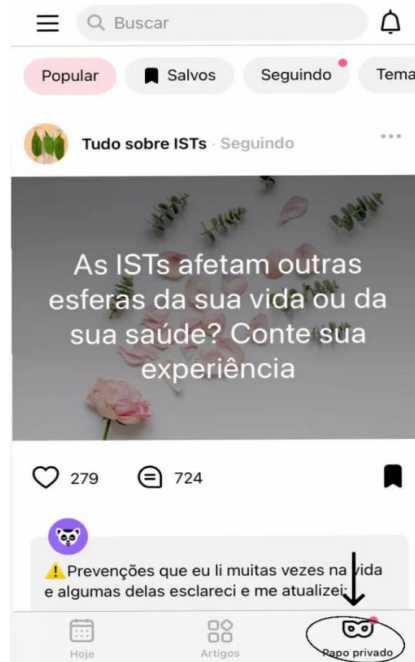 Buscar
Popular
Salvos
Seguindo
Tema
Tudo sobre ISTs · Seguindo
As ISTs afetam outras
esferas da sua vida ou da
sua saúde? Conte sua
experiência
279
724
⚠️Prevenções que eu li muitas vezes na vida
e algumas delas esclareci e me atualizei:
Hoje
Artigos
Papo privado